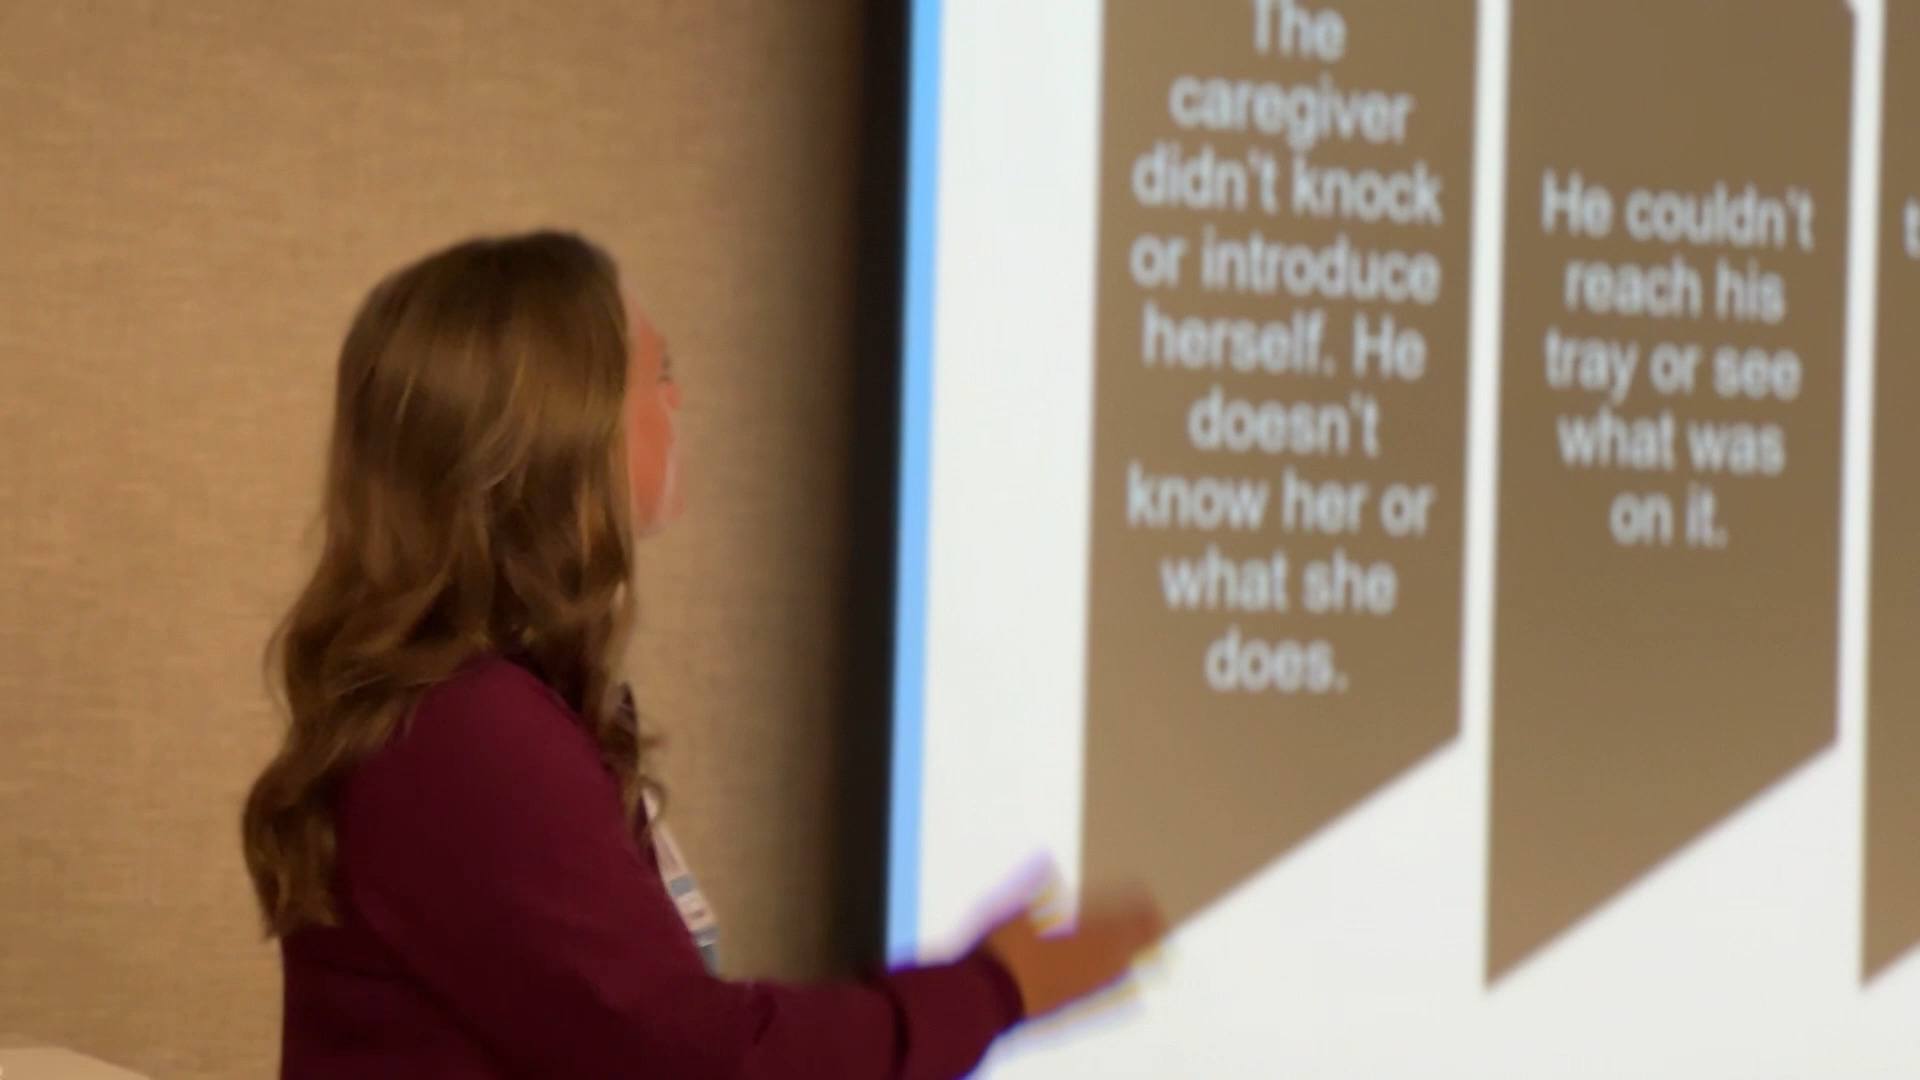 The
caregiver
didn't knock
or introduce
herself. He
doesn't
know her or
what she
does.
He couldn't
reach his
tray or see
what was
on it.